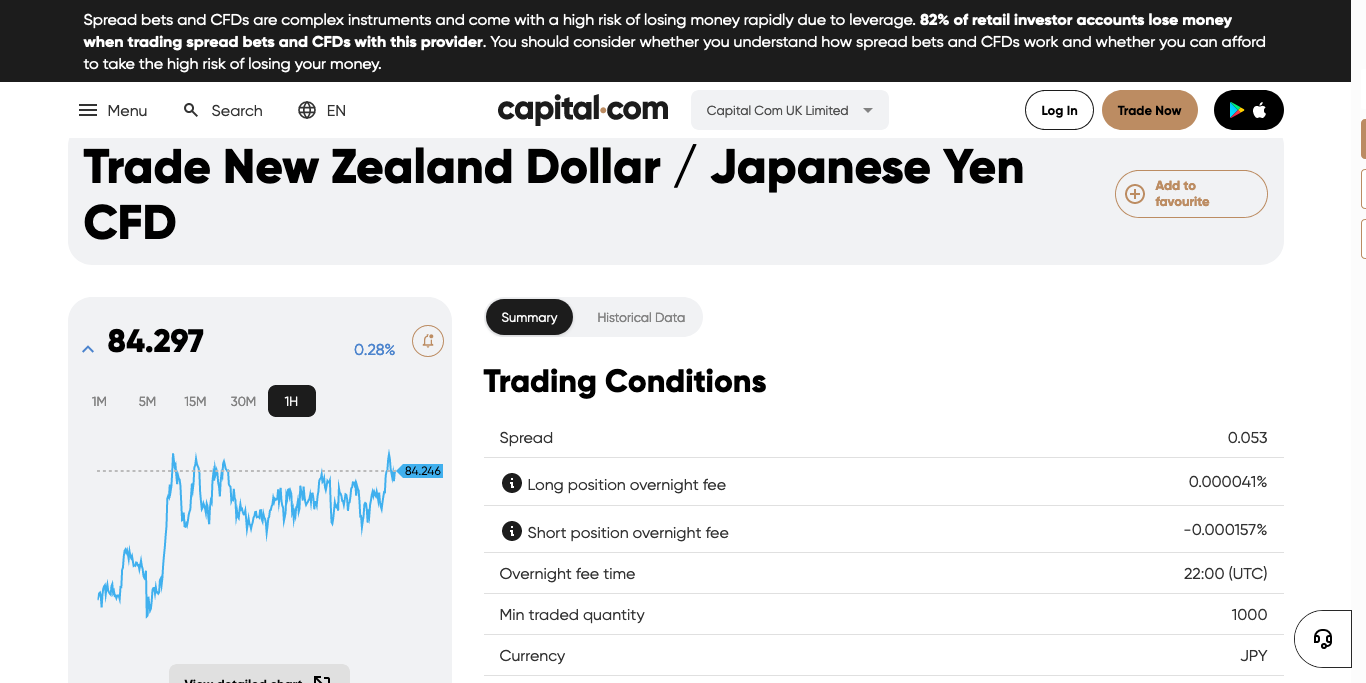 Spread bets and CFDs are complex instruments and come with a high risk of losing money rapidly due to leverage. 82% of retail investor accounts lose money
when trading spread bets and CFDs with this provider. You should consider whether you understand how spread bets and CFDs work and whether you can afford
to take the high risk of losing your money.
Menu
Search
EN
capital.com
Capital Com UK Limited
Log In
Trade Now
Trade New Zealand Dollar / Japanese Yen
CFD
Add to
favourite
84.297
0.28%
1M
5M
15M
30M
1H
84.246
View detailed chart
Summary
Historical Data
Trading Conditions
Spread
0.053
Long position overnight fee
0.000041%
Short position overnight fee
-0.000157%
Overnight fee time
22:00 (UTC)
Min traded quantity
1000
Currency
JPY